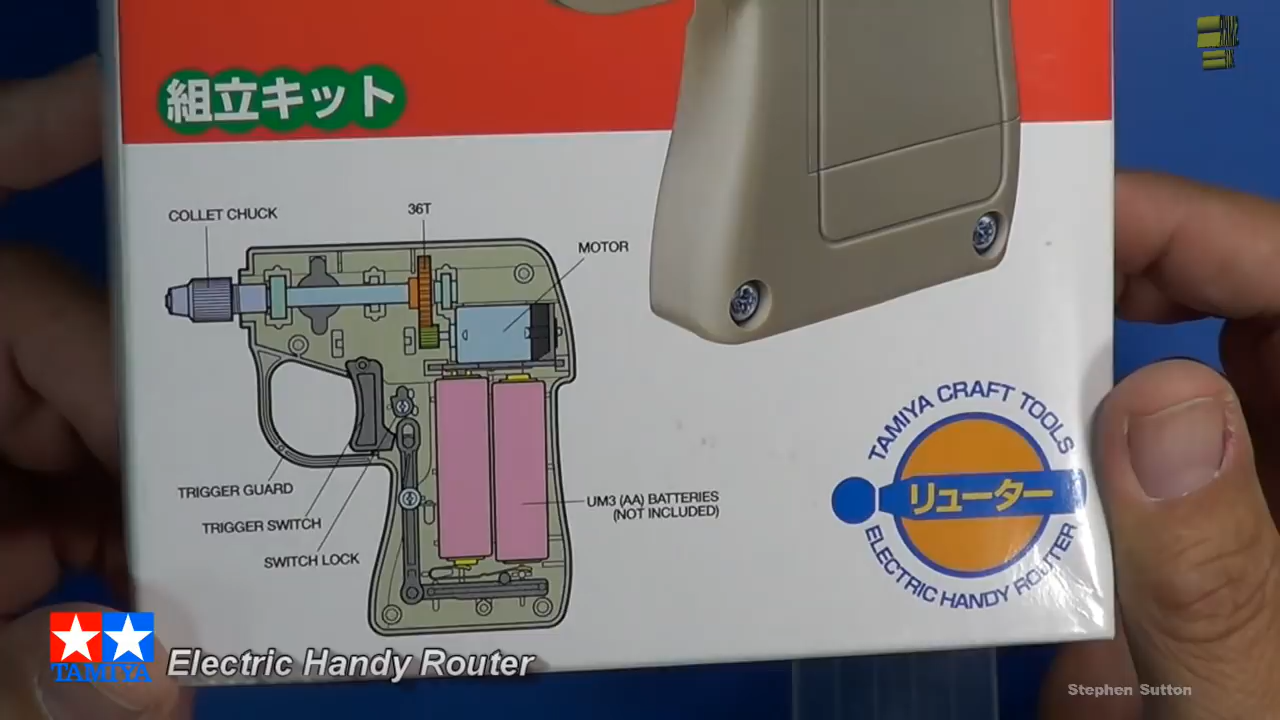 組立キット
COLLET CHUCK
36T
MOTOR
TRIGGER GUARD
TRIGGER SWITCH
SWITCH LOCK
UM3 (AA) BATTERIES
(NOT INCLUDED)
TAMIYA CRAFT TOOLS
リューター
ELECTRIC HANDY ROUTER
TAMIYA
Electric Handy Router
Stephen Sutton